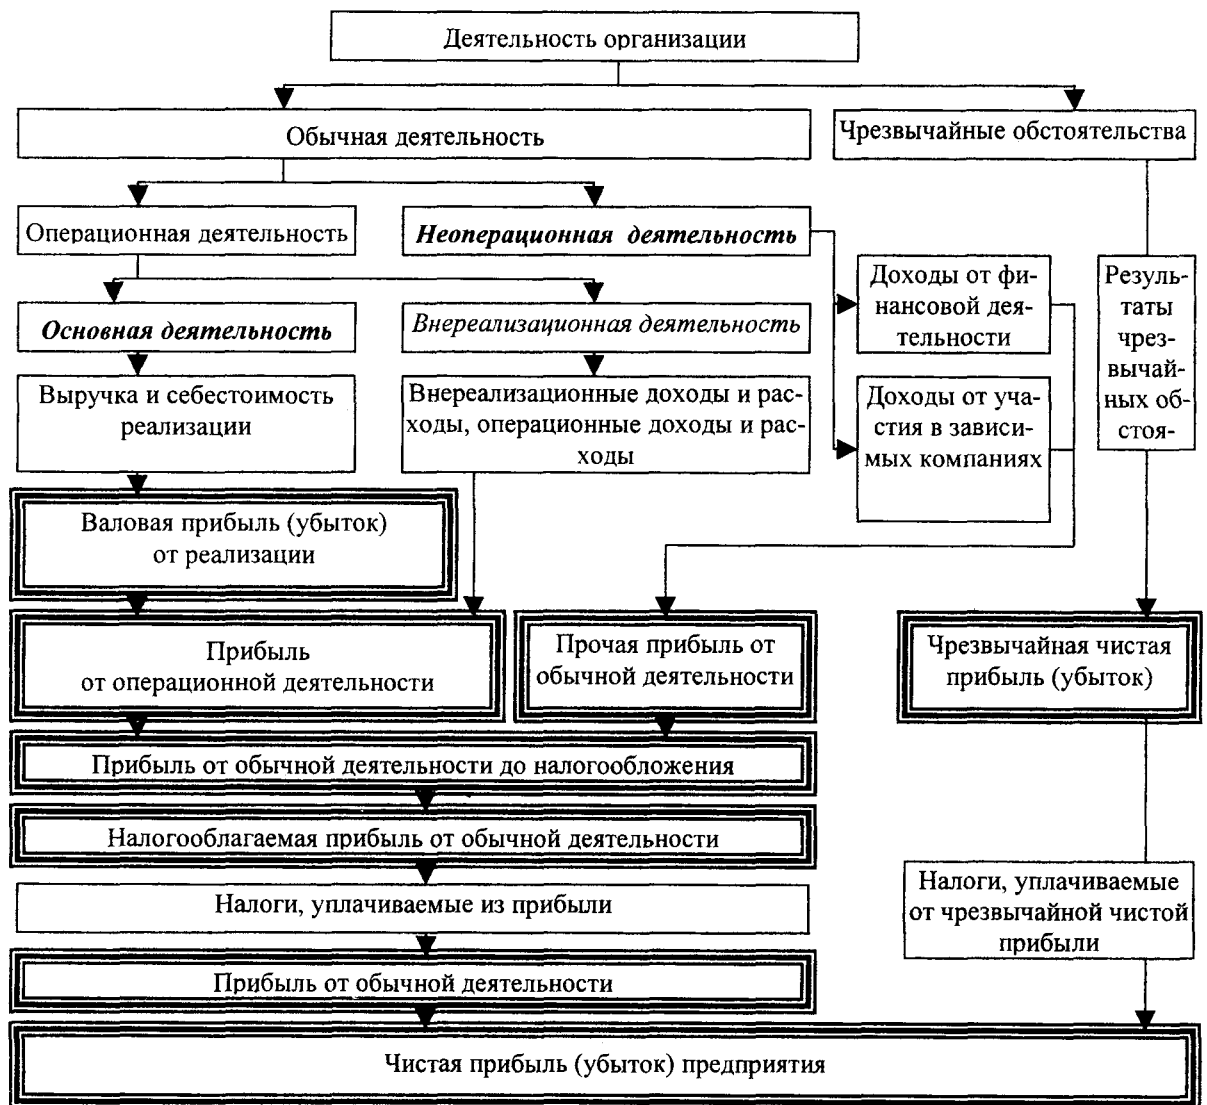 Деятельность организации
Обычная деятельность
Чрезвычайные обстоятельства
Операционная деятельность
Неоперационная деятельность
Доходы от фи-
нансовой дея-
тельности
Резуль-
таты
чрез-
вычай-
ных об-
стоя-
Основная деятельность
Внереализационная деятельность
Выручка и себестоимость
реализации
Внереализационные доходы и рас-
ходы, операционные доходы и рас-
ходы
Доходы от уча-
стия в зависи-
мых компаниях
Валовая прибыль (убыток)
от реализации
Прибыль
от операционной деятельности
Прочая прибыль от
обычной деятельности
Чрезвычайная чистая
прибыль (убыток)
Прибыль от обычной деятельности до налогообложения
Налогооблагаемая прибыль от обычной деятельности
Налоги, уплачиваемые из прибыли
Налоги, уплачиваемые
от чрезвычайной чистой
прибыли
Прибыль от обычной деятельности
Чистая прибыль (убыток) предприятия